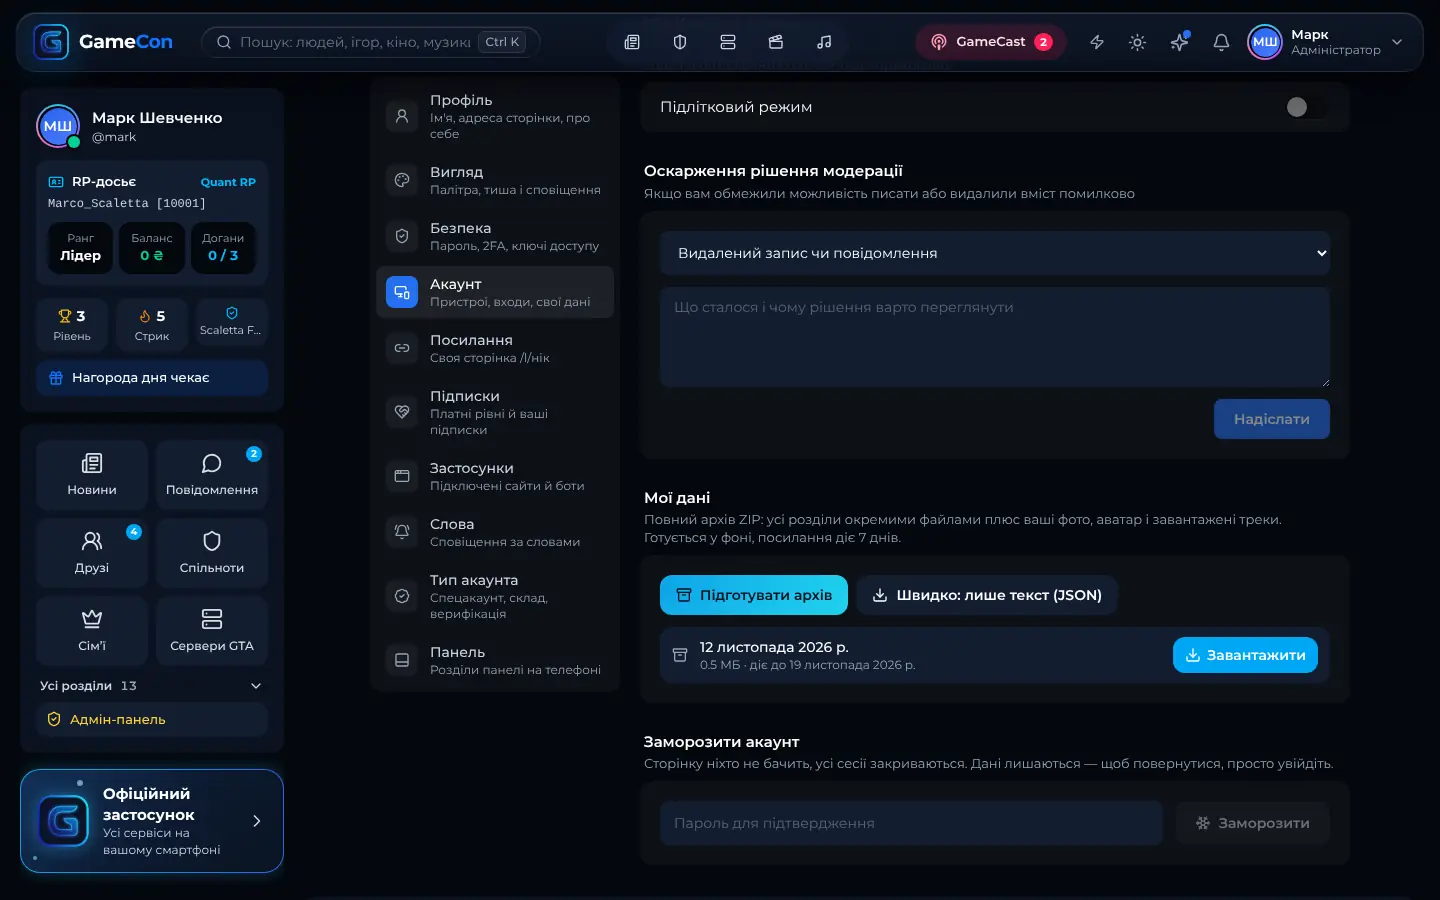 GameCon
Пошук: людей, ігор, кіно, музики
Ctrl K
GameCast 2
МШ
Марк
Адміністратор
МШ
Марк Шевченко
@mark
RP-досьє
Quant RP
Marco_Scaletta [10001]
Ранг
Лідер
Баланс
0 ₴
Догани
0 / 3
3
Рівень
5
Стрик
Scaletta F...
Нагорода дня чекає
Новини
2
Повідомлення
4
Друзі
Спільноти
Сім'ї
Сервери GTA
Усі розділи 13
Адмін-панель
Офіційний
застосунок
Усі сервіси на
вашому смартфоні
Профіль
Ім'я, адреса сторінки, про
себе
Вигляд
Палітра, тиша і сповіщення
Безпека
Пароль, 2FA, ключі доступу
Акаунт
Пристрої, входи, свої дані
Посилання
Своя сторінка /l/нік
Підписки
Платні рівні й ваші
підписки
Застосунки
Підключені сайти й боти
Слова
Сповіщення за словами
Тип акаунта
Спецакаунт, склад,
верифікація
Панель
Розділи панелі на телефоні
Підлітковий режим
Оскарження рішення модерації
Якщо вам обмежили можливість писати або видалили вміст помилково
Видалений запис чи повідомлення
Що сталося і чому рішення варто переглянути
Надіслати
Мої дані
Повний архів ZIP: усі розділи окремими файлами плюс ваші фото, аватар і завантажені треки.
Готується у фоні, посилання діє 7 днів.
Підготувати архів
Швидко: лише текст (JSON)
12 листопада 2026 р.
0.5 МБ · діє до 19 листопада 2026 р.
Завантажити
Заморозити акаунт
Сторінку ніхто не бачить, усі сесії закриваються. Дані лишаються — щоб повернутися, просто увійдіть.
Пароль для підтвердження
Заморозити